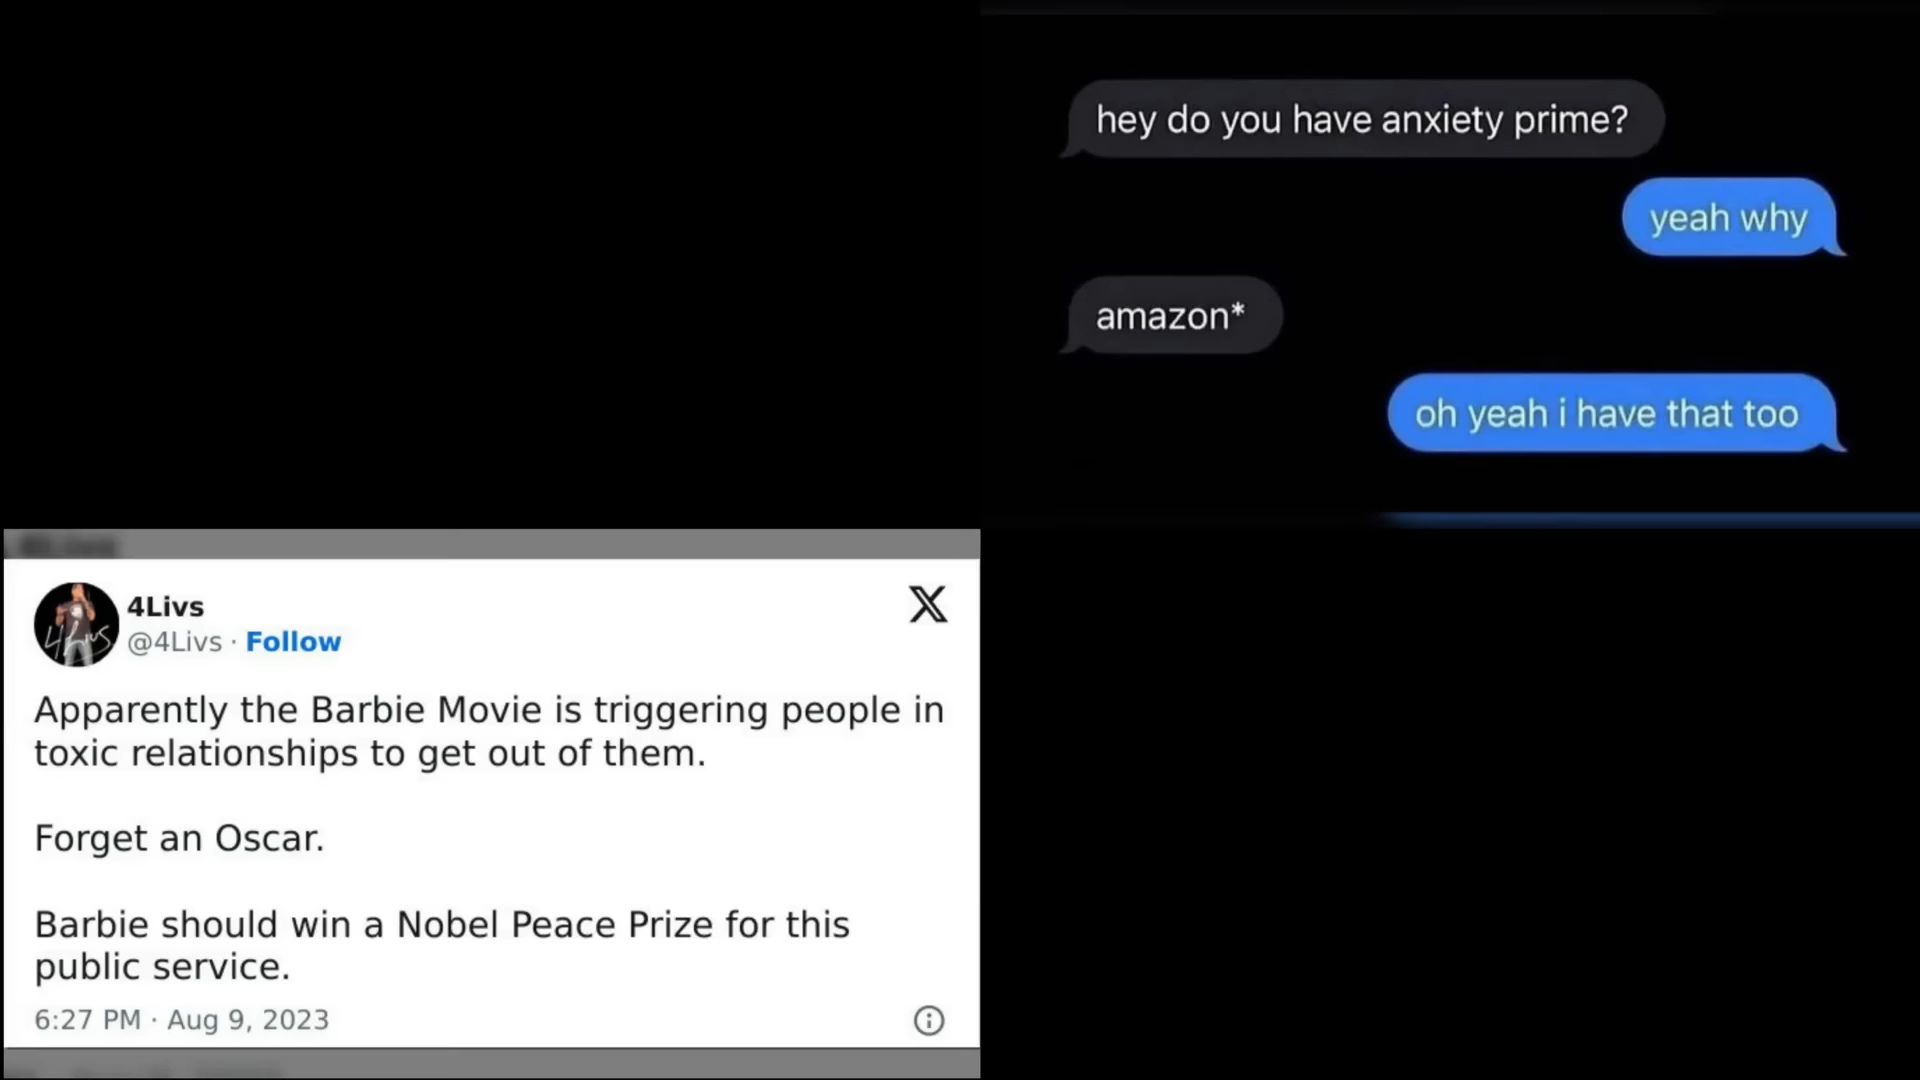 hey do you have anxiety prime?
yeah why
amazon*
oh yeah i have that too
4Livs
@4Livs · Follow
Apparently the Barbie Movie is triggering people in
toxic relationships to get out of them.
Forget an Oscar.
Barbie should win a Nobel Peace Prize for this
public service.
6:27 PM · Aug 9, 2023